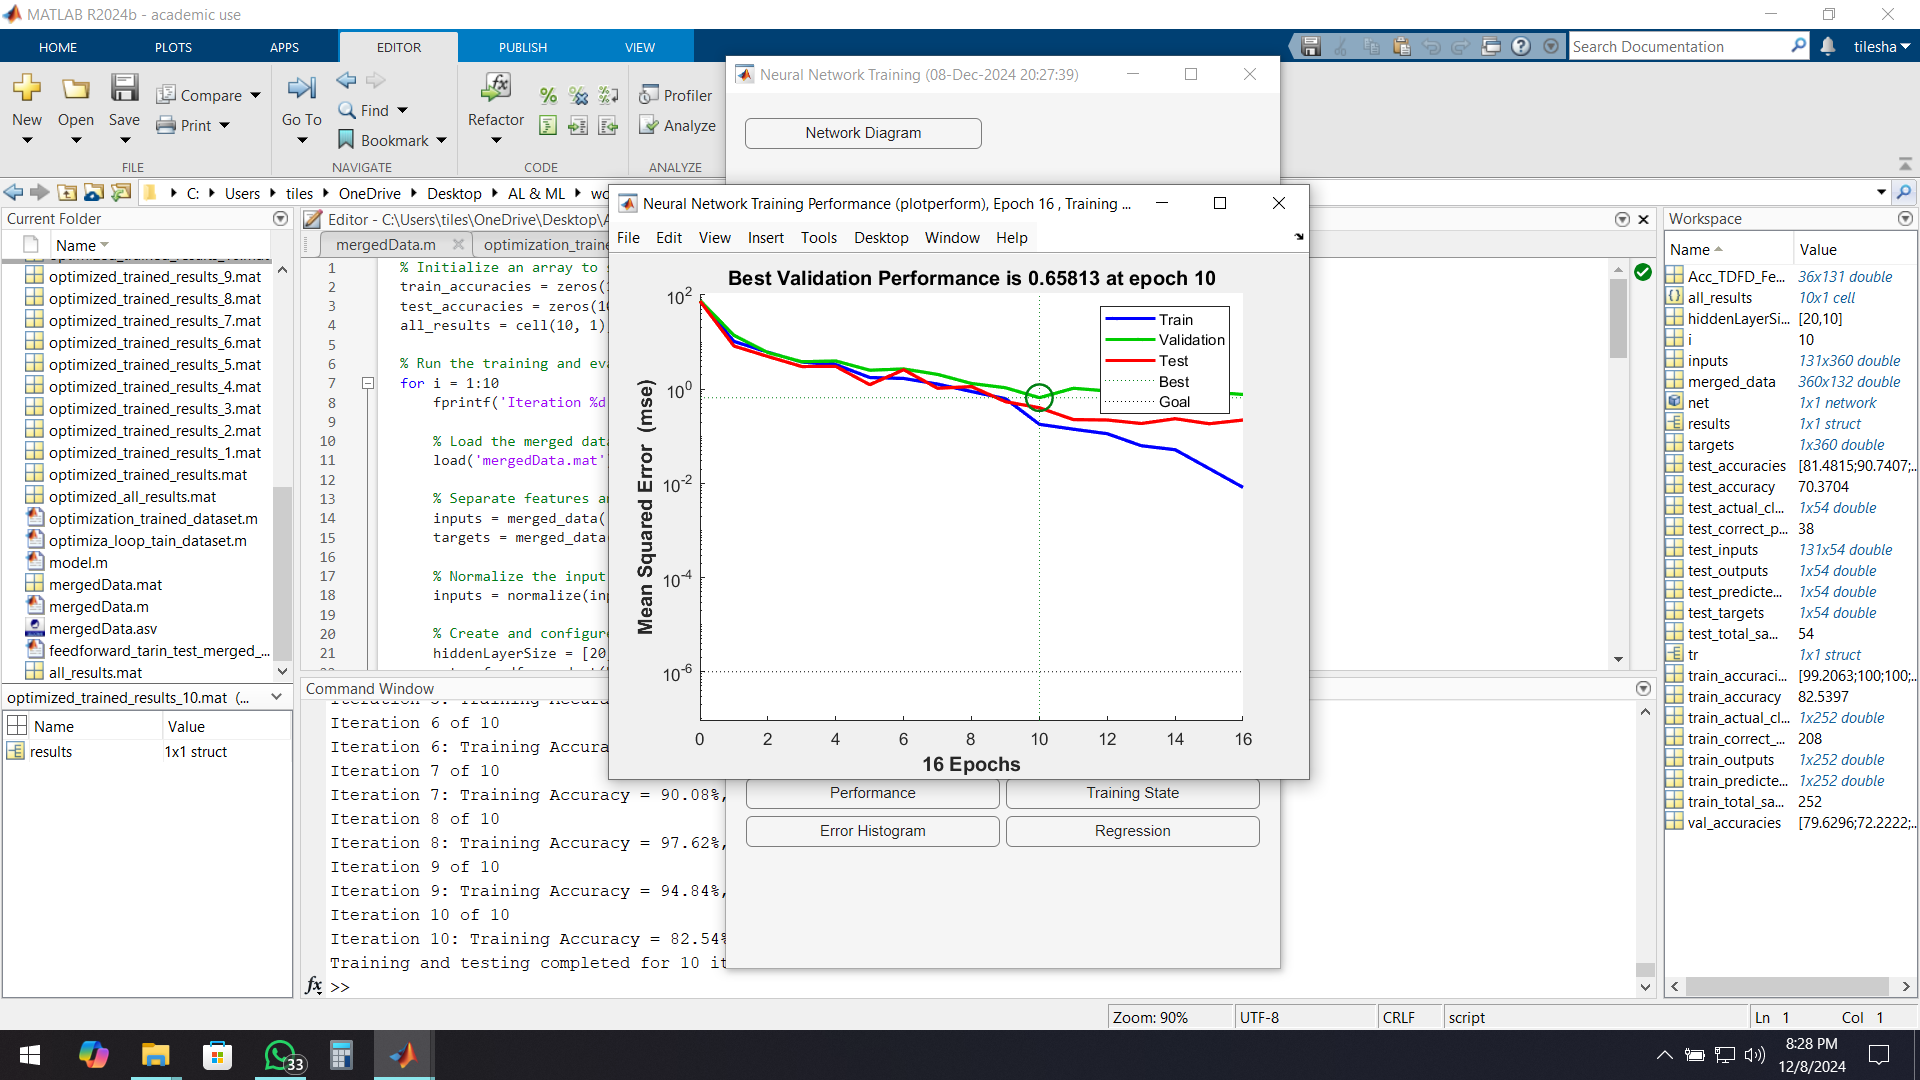 MATLAB R2024b - academic use
HOME
PLOTS
APPS
EDITOR
PUBLISH
VIEW
Search Documentation
tilesha
New
Open
Save
Compare
Print
FILE
Go To
Find
Bookmark
NAVIGATE
Refactor
CODE
Profiler
Analyze
ANALYZE
Neural Network Training (08-Dec-2024 20:27:39)
Network Diagram
C:
Users
tiles
OneDrive
Desktop
AL & ML
Current Folder
Name
optimized_trained_results_9.mat
optimized_trained_results_8.mat
optimized_trained_results_7.mat
optimized_trained_results_6.mat
optimized_trained_results_5.mat
optimized_trained_results_4.mat
optimized_trained_results_3.mat
optimized_trained_results_2.mat
optimized_trained_results_1.mat
optimized_trained_results.mat
optimized_all_results.mat
optimization_trained_dataset.m
optimiza_loop_tain_dataset.m
model.m
mergedData.mat
mergedData.m
mergedData.asv
feedforward_tarin_test_merged_...
all_results.mat
optimized_trained_results_10.mat (...
Name
Value
results
1x1 struct
Editor - C:\Users\tiles\OneDrive\Desktop\A
mergedData.m
optimization_traine
1 % Initialize an array to s
2 train_accuracies = zeros(1
3 test_accuracies = zeros(10
4 all_results = cell(10, 1)
5
6 % Run the training and eva
7 for i = 1:10
8 fprintf('Iteration %d
9
10 % Load the merged data
11 load('mergedData.mat'
12
13 % Separate features an
14 inputs = merged_data(
15 targets = merged_data(
16
17 % Normalize the input
18 inputs = normalize(inp
19
20 % Create and configure
21 hiddenLayerSize = [20
Command Window
Iteration 6 of 10
Iteration 6: Training Accura
Iteration 7 of 10
Iteration 7: Training Accuracy = 90.08%,
Iteration 8 of 10
Iteration 8: Training Accuracy = 97.62%,
Iteration 9 of 10
Iteration 9: Training Accuracy = 94.84%,
Iteration 10 of 10
Iteration 10: Training Accuracy = 82.54%
Training and testing completed for 10 it
fx >>
Neural Network Training Performance (plotperform), Epoch 16 , Training ...
File
Edit
View
Insert
Tools
Desktop
Window
Help
Best Validation Performance is 0.65813 at epoch 10
Train
Validation
Test
Best
Goal
Mean Squared Error (mse)
10^2
10^0
10^-2
10^-4
10^-6
0 2 4 6 8 10 12 14 16
16 Epochs
Performance
Training State
Error Histogram
Regression
Workspace
Name
Value
Acc_TDFD_Fe... 36x131 double
all_results 10x1 cell
hiddenLayerSi... [20,10]
i 10
inputs 131x360 double
merged_data 360x132 double
net 1x1 network
results 1x1 struct
targets 1x360 double
test_accuracies [81.4815;90.7407;...
test_accuracy 70.3704
test_actual_cl... 1x54 double
test_correct_p... 38
test_inputs 131x54 double
test_outputs 1x54 double
test_predicte... 1x54 double
test_targets 1x54 double
test_total_sa... 54
tr 1x1 struct
train_accuraci... [99.2063;100;100;...
train_accuracy 82.5397
train_actual_cl... 1x252 double
train_correct_... 208
train_outputs 1x252 double
train_predicte... 1x252 double
train_total_sa... 252
val_accuracies [79.6296;72.2222;...
Zoom: 90%
UTF-8
CRLF
script
Ln 1
Col 1
33
8:28 PM
12/8/2024